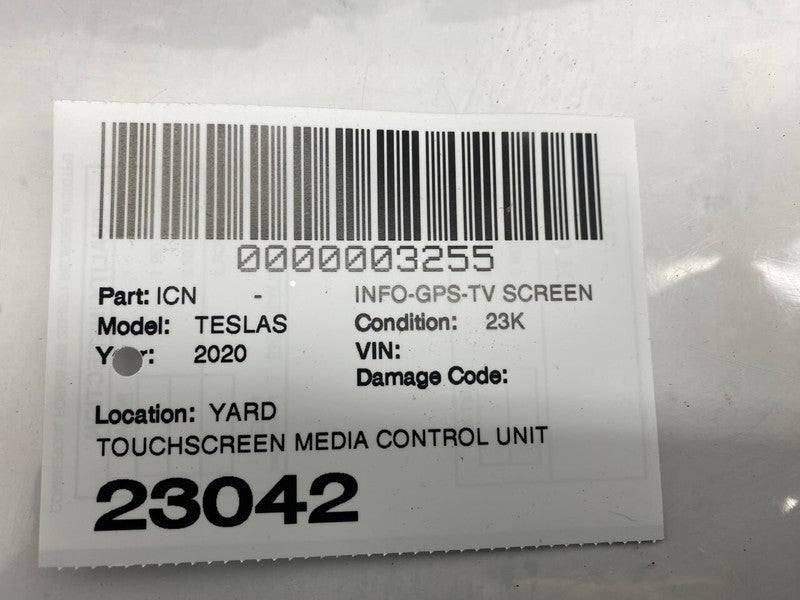 0000003255
Part: ICN - INFO-GPS-TV SCREEN
Model: TESLAS Condition: 23K
2020 VIN:
Damage Code:
Location: YARD
TOUCHSCREEN MEDIA CONTROL UNIT
23042